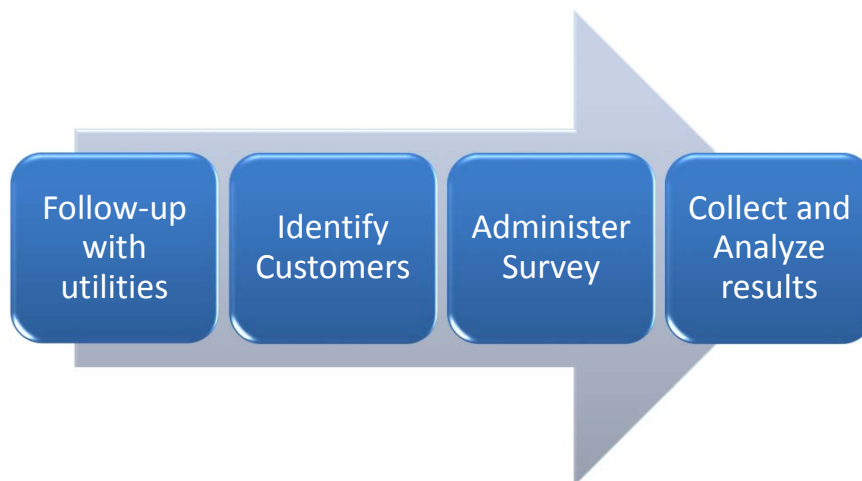 Follow-up
with
utilities
Identify
Customers
Administer
Survey
Collect and
Analyze
results